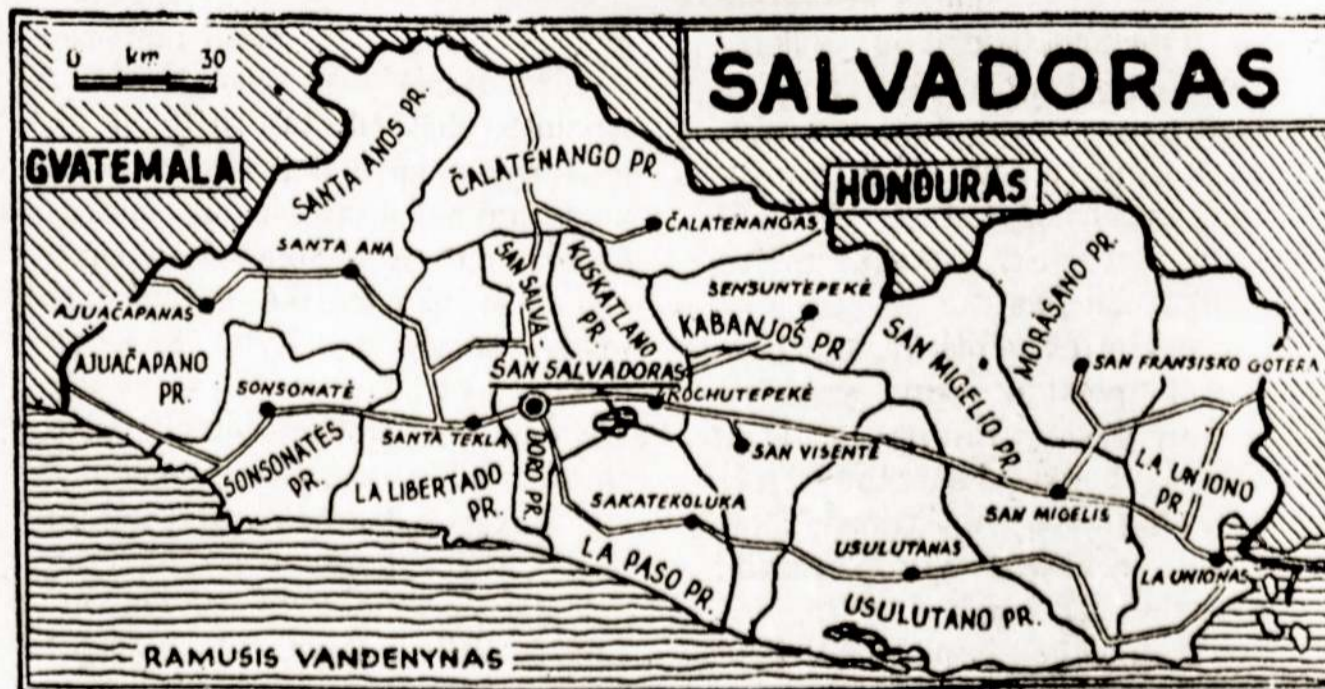 0 km 30
SALVADORAS
GVATEMALA
HONDURAS
SANTA ANOS PR.
ČALATENANGO PR.
ČALATENANGAS
SANTA ANA
SAN SALVA-
DORO PR.
KUSKATLANO
PR.
SENSUNTEPEKĖ
KABANJOS PR
SAN
MIGELIO PR.
MORASANO PR.
SAN FRANSISKO GOTERA
AJUAČAPANAS
AJUAČAPANO
PR.
SONSONATĖ
SAN SALVADORAS
KOCHUTEPEKĖ
SANTA TEKLA
SAN VISENTĖ
SONSONATĖS
PR.
LA LIBERTADO
PR.
SAKATEKOLUKA
LA PASO PR.
USULUTANAS
USULUTANO PR.
SAN MIGELIS
LA UNIONO
PR.
LA UNIONAS
RAMUSIS VANDENYNAS